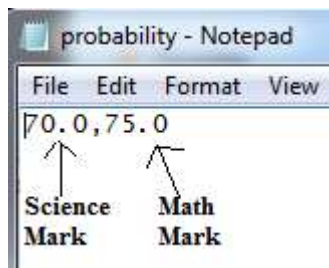 probability - Notepad
File Edit Format View
70.0,75.0
Science Math
Mark Mark